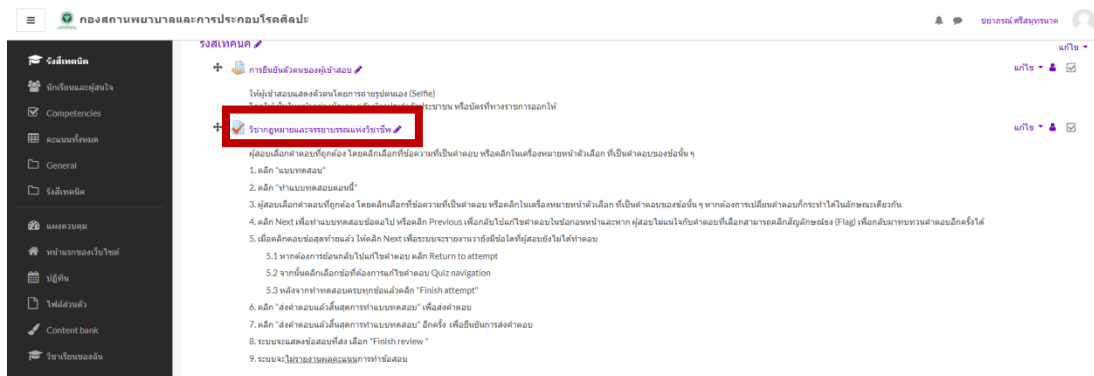 กองสถานพยาบาลและการประกอบโรคศิลปะ
ชยาภรณ์ ศรีสมุทรนาค
รังสีเทคนิค
แก้ไข
รังสีเทคนิค
นักเรียนและผู้สนใจ
Competencies
คะแนนทั้งหมด
General
รังสีเทคนิค
แผงควบคุม
หน้าแรกของเว็บไซต์
ปฏิทิน
ไฟล์ส่วนตัว
Content bank
วิชาเรียนของฉัน
การยืนยันตัวตนของผู้เข้าสอบ
แก้ไข
ให้ผู้เข้าสอบแสดงตัวตนโดยการถ่ายรูปตนเอง (Selfie)
ประชาชน หรือบัตรที่ทางราชการออกให้
วิชากฎหมายและจรรยาบรรณแห่งวิชาชีพ
แก้ไข
ผู้สอบเลือกคำตอบที่ถูกต้อง โดยคลิกเลือกที่ข้อความที่เป็นคำตอบ หรือคลิกในเครื่องหมายหน้าตัวเลือก ที่เป็นคำตอบของข้อนั้น ๆ
1. คลิก "แบบทดสอบ"
2. คลิก "ทำแบบทดสอบตอนนี้"
3. ผู้สอบเลือกคำตอบที่ถูกต้อง โดยคลิกเลือกที่ข้อความที่เป็นคำตอบ หรือคลิกในเครื่องหมายหน้าตัวเลือก ที่เป็นคำตอบของข้อนั้น ๆ หากต้องการเปลี่ยนคำตอบก็กระทำได้ในลักษณะเดียวกัน
4. คลิก Next เพื่อทำแบบทดสอบข้อต่อไป หรือคลิก Previous เพื่อกลับไปแก้ไขคำตอบในข้อก่อนหน้าและหาก ผู้สอบไม่แน่ใจกับคำตอบที่เลือกสามารถคลิกสัญลักษณ์ธง (Flag) เพื่อกลับมาทบทวนคำตอบอีกครั้งได้
5. เมื่อคลิกตอบข้อสุดท้ายแล้ว ให้คลิก Next เพื่อระบบจะรายงานว่ายังมีข้อใดที่ผู้สอบยังไม่ได้ทำตอบ
5.1 หากต้องการย้อนกลับไปแก้ไขคำตอบ คลิก Return to attempt
5.2 จากนั้นคลิกเลือกข้อที่ต้องการแก้ไขคำตอบ Quiz navigation
5.3 หลังจากทำทดสอบครบทุกข้อแล้วคลิก "Finish attempt"
6. คลิก "ส่งคำตอบแล้วสิ้นสุดการทำแบบทดสอบ" เพื่อส่งคำตอบ
7. คลิก "ส่งคำตอบแล้วสิ้นสุดการทำแบบทดสอบ" อีกครั้ง เพื่อยืนยันการส่งคำตอบ
8. ระบบจะแสดงข้อสอบที่ส่ง เลือก "Finish review "
9. ระบบจะไม่รายงานผลคะแนนการทำข้อสอบ